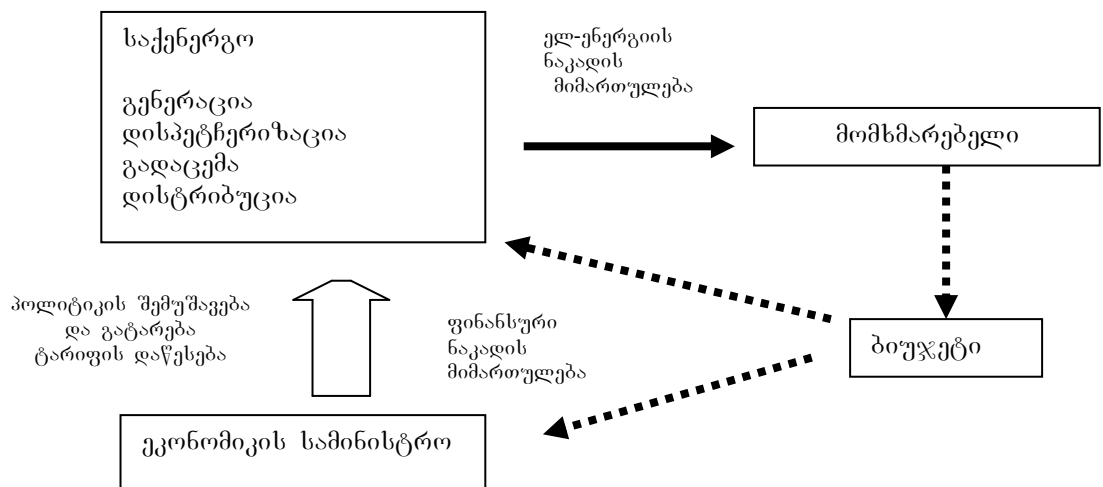 საქენერგო
გენერაცია
დისპეტჩერიზაცია
გადაცემა
დისტრიბუცია
ელ-ენერგიის
ნაკადის
მიმართულება
მომხმარებელი
პოლიტიკის შემუშავება
და გატარება
ტარიფის დაწესება
ფინანსური
ნაკადის
მიმართულება
ბიუჯეტი
ეკონომიკის სამინისტრო